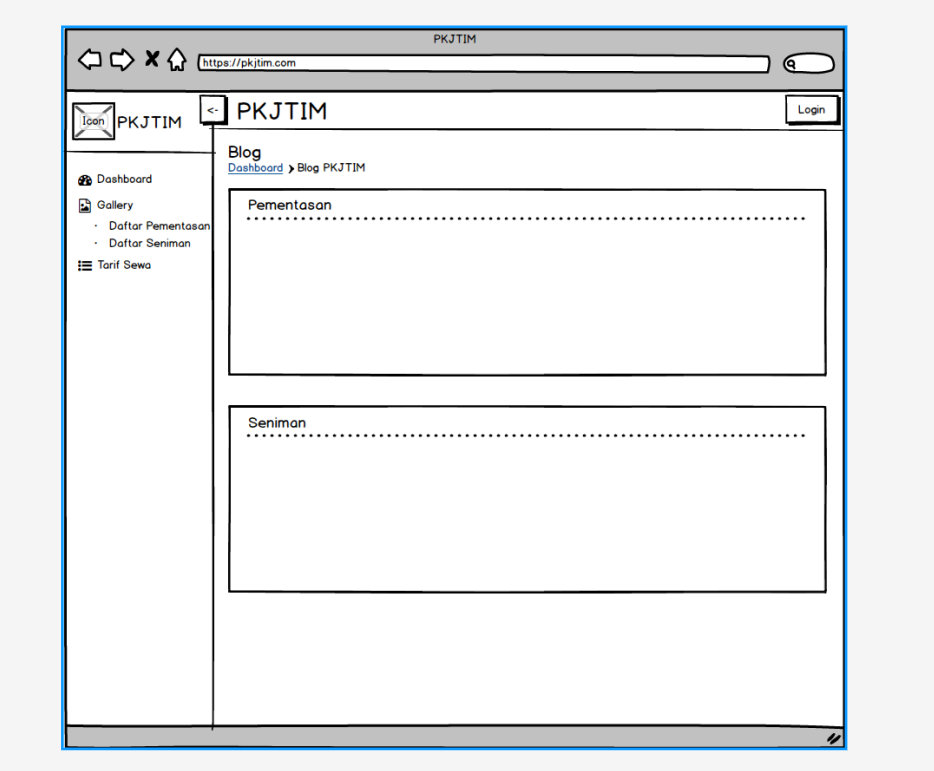 PKJTIM
https://pkjtim.com
Icon
PKJTIM
<-
PKJTIM
Login
Dashboard
Gallery
· Daftar Pementasan
· Daftar Seniman
Tarif Sewa
Blog
Dashboard > Blog PKJTIM
Pementasan
Seniman